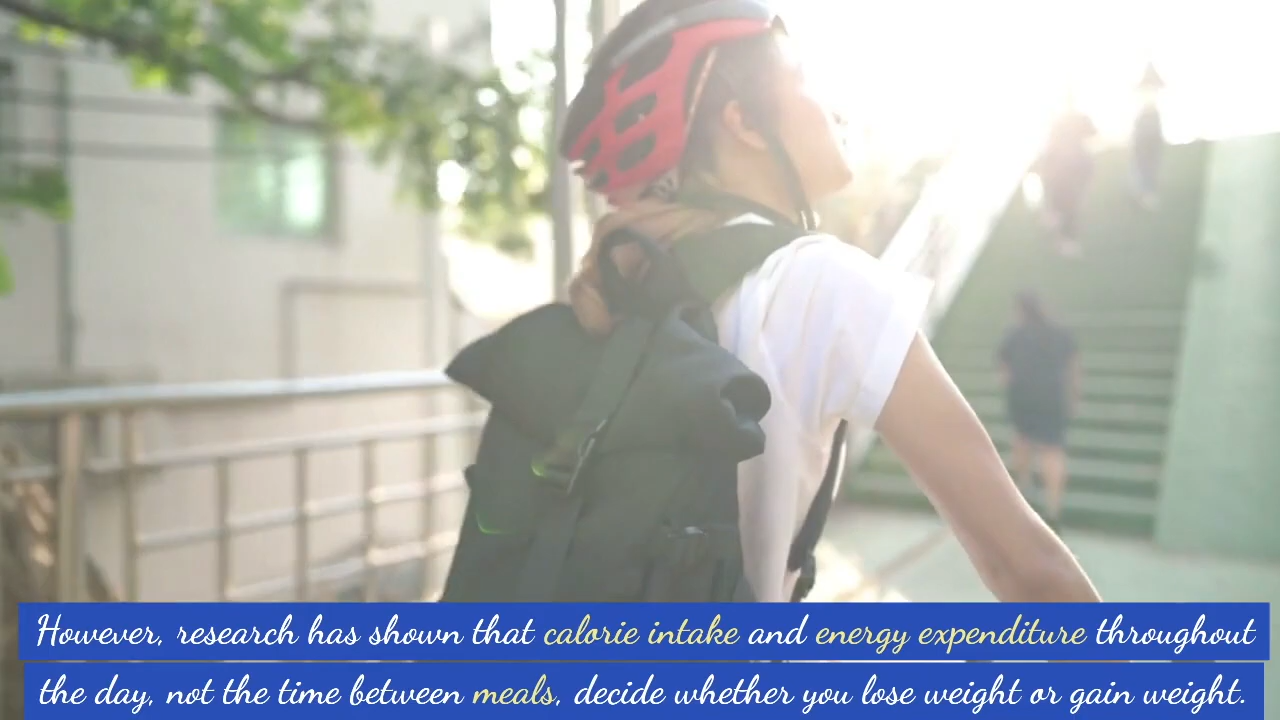 However, research has shown that calorie intake and energy expenditure throughout
the day, not the time between meals, decide whether you lose weight or gain weight.